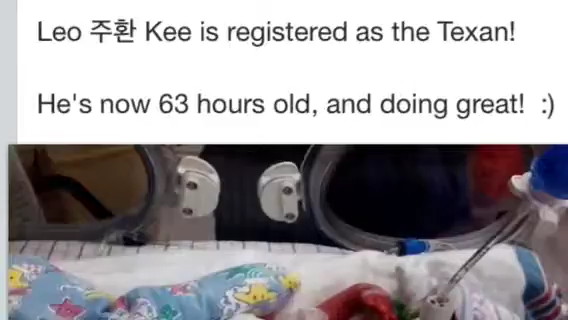 Leo 주환 Kee is registered as the Texan!
He's now 63 hours old, and doing great! :)